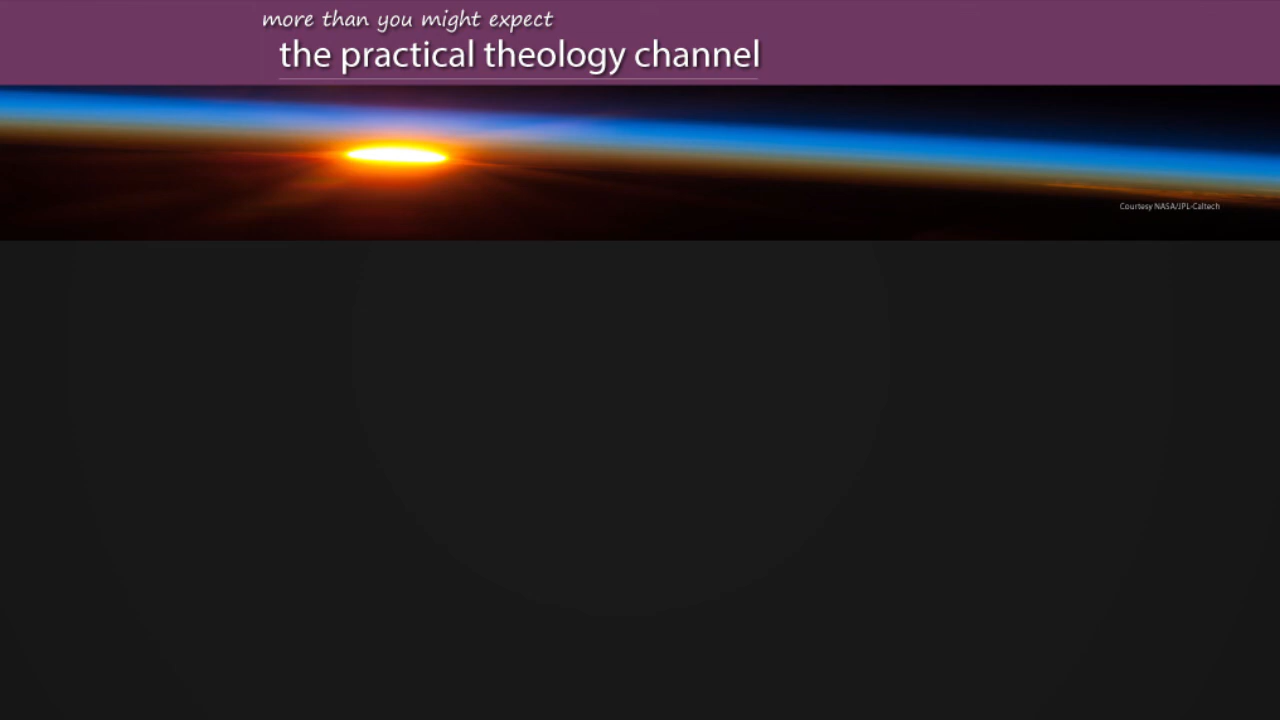 more than you might expect
the practical theology channel
Courtesy NASA/JPL-Caltech